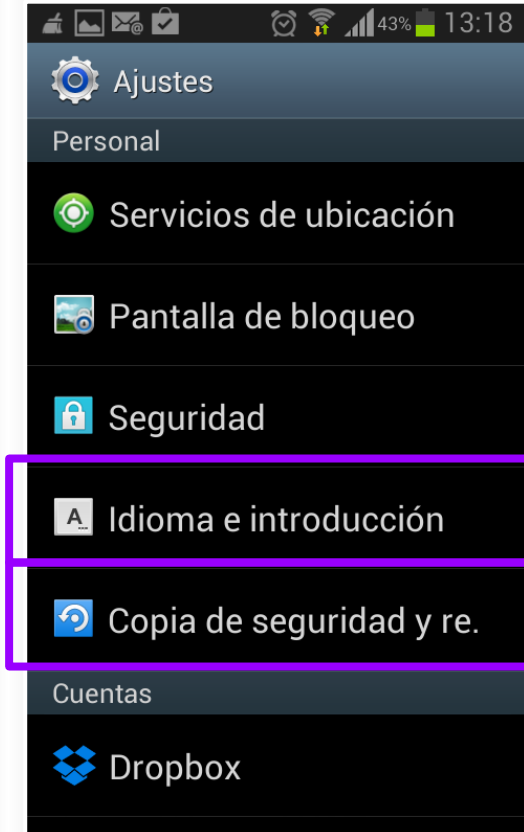 43% 13:18
Ajustes
Personal
Servicios de ubicación
Pantalla de bloqueo
Seguridad
A
Idioma e introducción
Copia de seguridad y re.
Cuentas
Dropbox